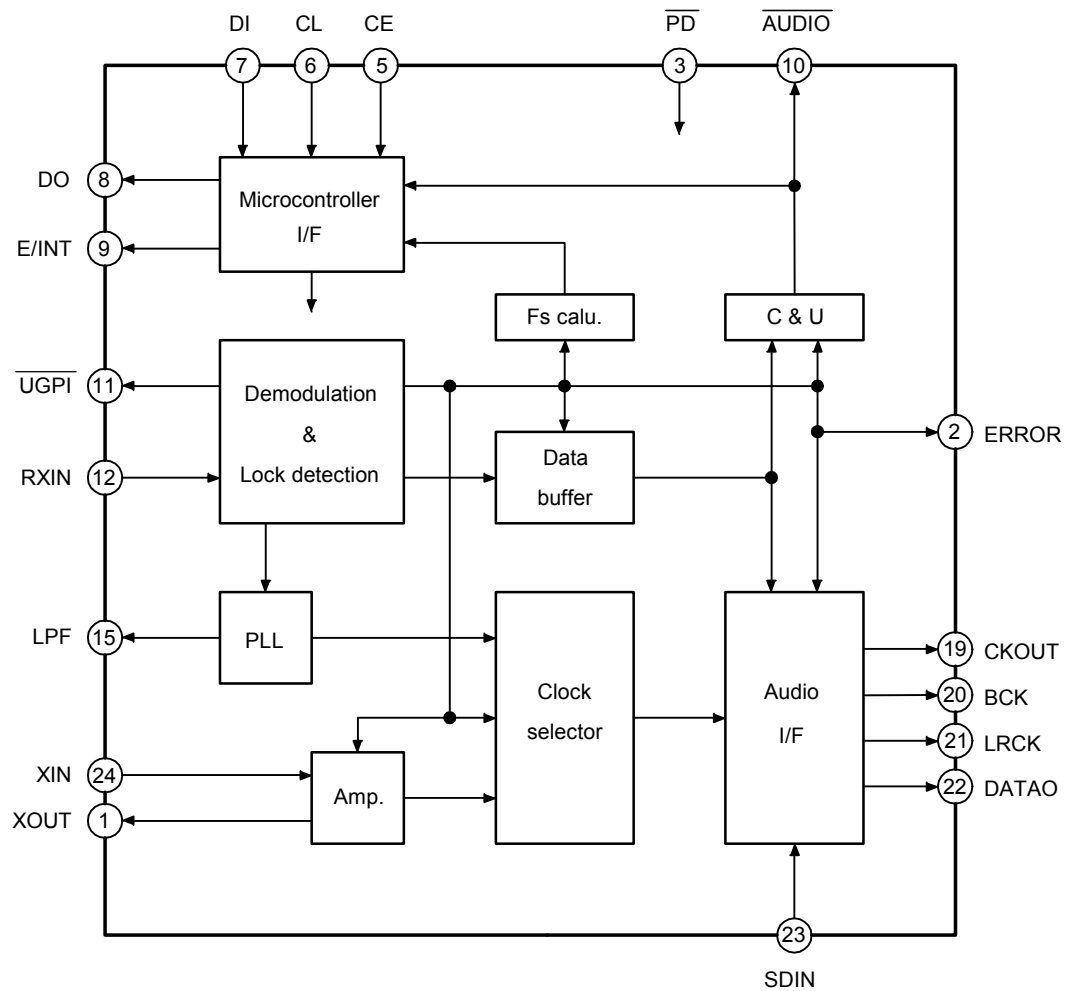 DI CL CE PD AUDIO
7 6 5 3 10
DO 8
Microcontroller
I/F
E/INT 9
Fs calu.
C & U
UGPI 11
Demodulation
&
Lock detection
2 ERROR
RXIN 12
Data
buffer
LPF 15
PLL
Clock
selector
Audio
I/F
19 CKOUT
20 BCK
21 LRCK
22 DATAO
XIN 24
Amp.
XOUT 1
23
SDIN